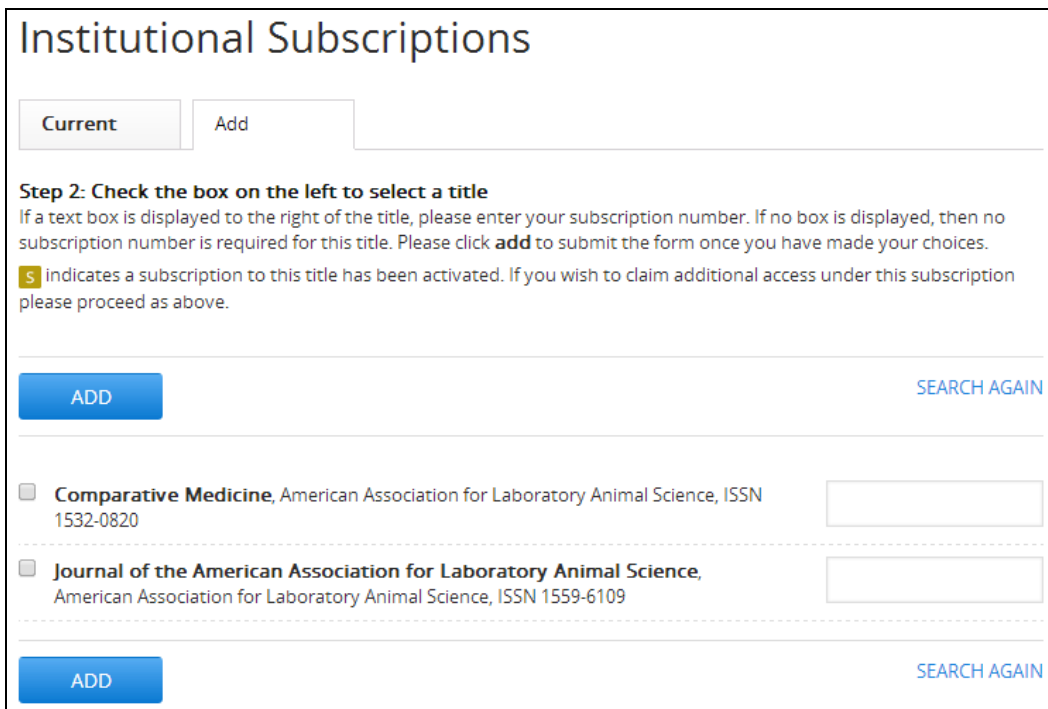 Institutional Subscriptions
Current
Add
Step 2: Check the box on the left to select a title
If a text box is displayed to the right of the title, please enter your subscription number. If no box is displayed, then no
subscription number is required for this title. Please click add to submit the form once you have made your choices.
S indicates a subscription to this title has been activated. If you wish to claim additional access under this subscription
please proceed as above.
ADD
SEARCH AGAIN
Comparative Medicine, American Association for Laboratory Animal Science, ISSN
1532-0820
Journal of the American Association for Laboratory Animal Science,
American Association for Laboratory Animal Science, ISSN 1559-6109
ADD
SEARCH AGAIN